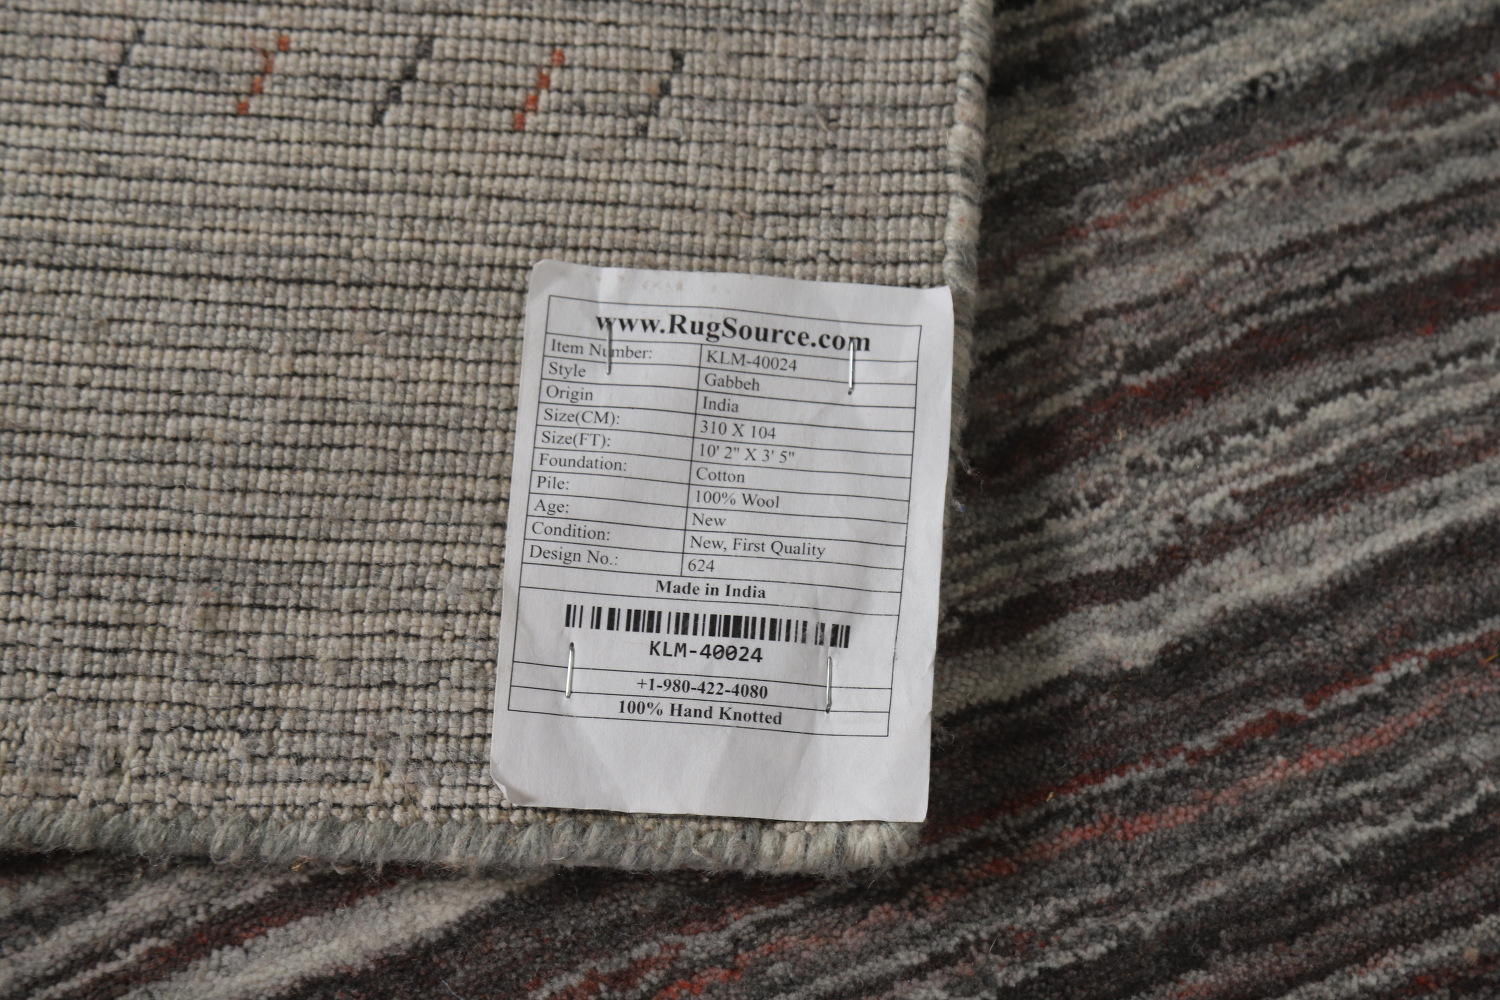 www.RugSource.com
Item Number: KLM-40024
Style Gabbeh
Origin India
Size(CM): 310 X 104
Size(FT): 10' 2" X 3' 5"
Foundation: Cotton
Pile: 100% Wool
Age: New
Condition: New, First Quality
Design No.: 624
Made in India
KLM-40024
+1-980-422-4080
100% Hand Knotted